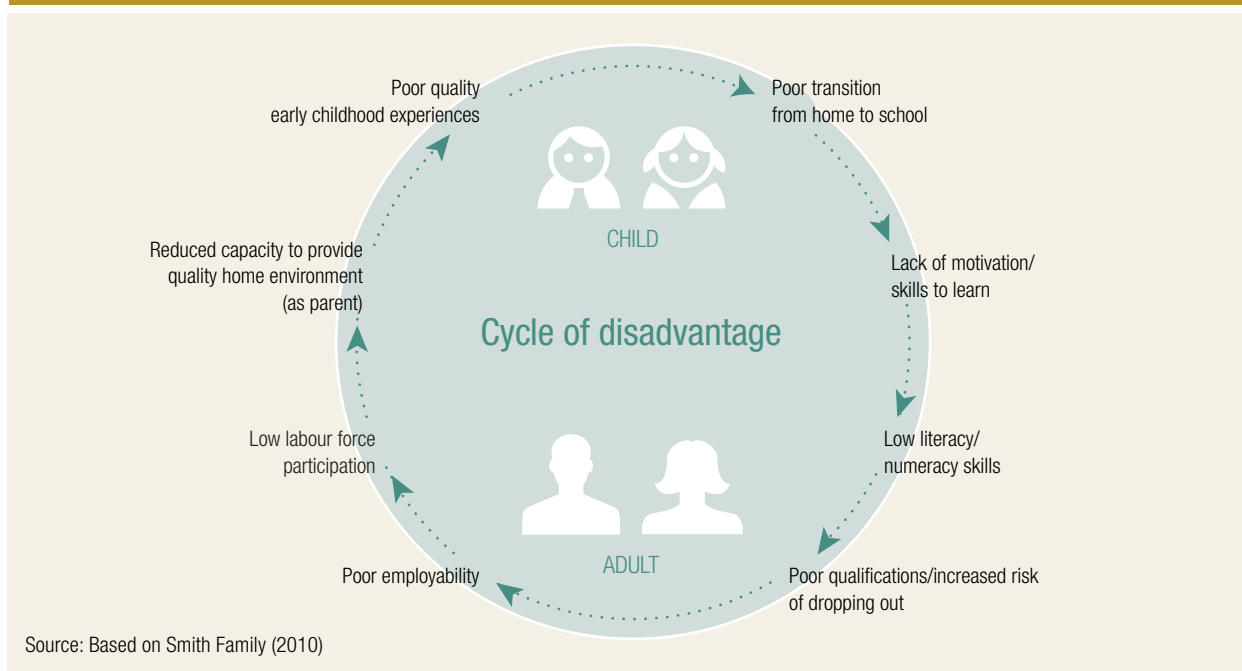 Poor quality
early childhood experiences
Poor transition
from home to school
CHILD
Reduced capacity to provide
quality home environment
(as parent)
Lack of motivation/
skills to learn
Cycle of disadvantage
Low labour force
participation
Low literacy/
numeracy skills
ADULT
Poor employability
Poor qualifications/increased risk
of dropping out
Source: Based on Smith Family (2010)